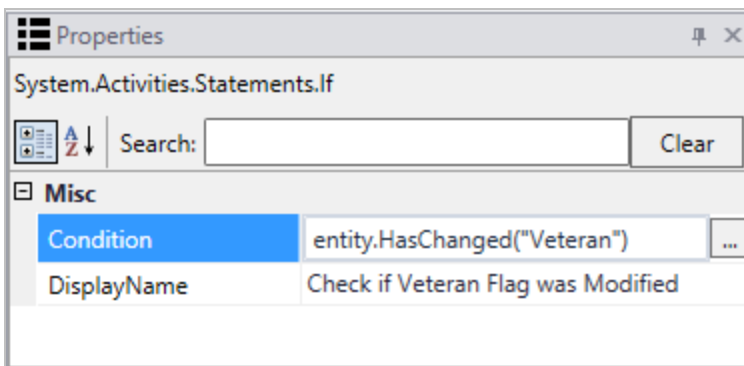 Properties
System.Activities.Statements.If
A
Z
Search:
Clear
Misc
Condition
entity.HasChanged("Veteran")
...
DisplayName
Check if Veteran Flag was Modified